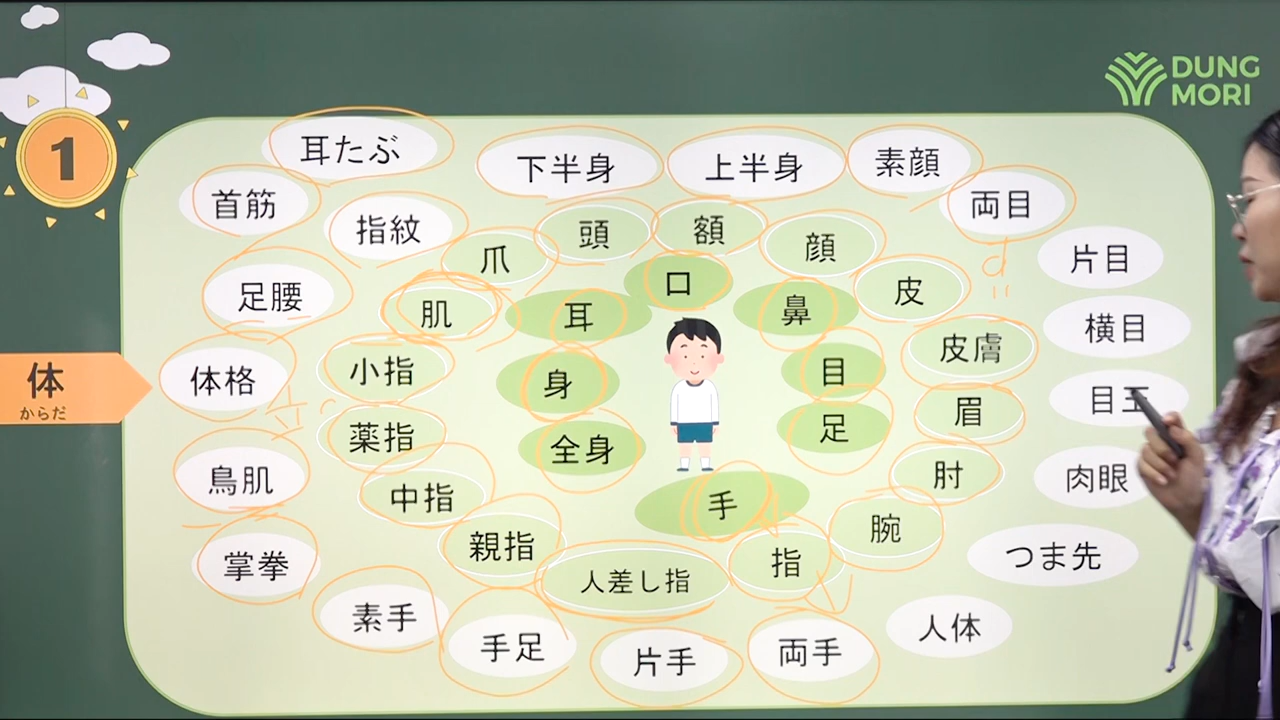 DUNG
MORI
1
体
からだ
耳たぶ
下半身
上半身
素顔
首筋
指紋
爪
頭
額
顔
両目
足腰
肌
耳
口
鼻
皮
片目
体格
小指
身
目
皮膚
横目
薬指
全身
足
眉
目玉
鳥肌
中指
手
肘
肉眼
掌拳
親指
人差し指
指
腕
つま先
素手
手足
片手
両手
人体